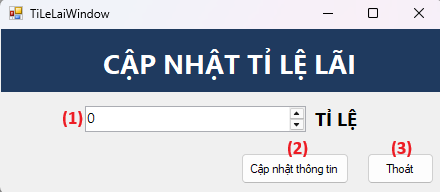 TiLeLaiWindow
CẬP NHẬT TỈ LỆ LÃI
(1) 0 TỈ LỆ
(2) (3)
Cập nhật thông tin Thoát